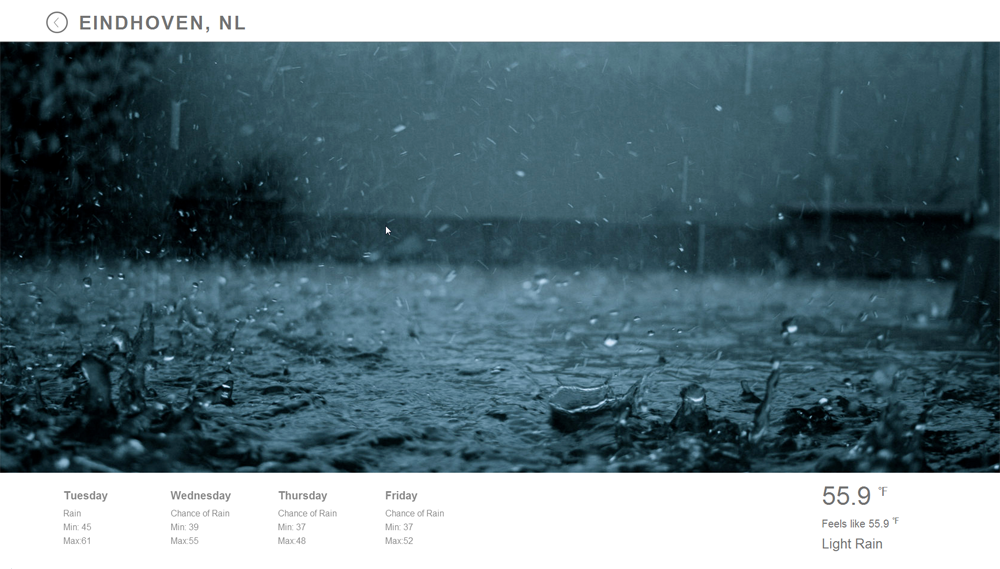 EINDHOVEN, NL
Tuesday
Rain
Min: 45
Max:61
Wednesday
Chance of Rain
Min: 39
Max:55
Thursday
Chance of Rain
Min: 37
Max:48
Friday
Chance of Rain
Min: 37
Max:52
55.9 °F
Feels like 55.9 °F
Light Rain